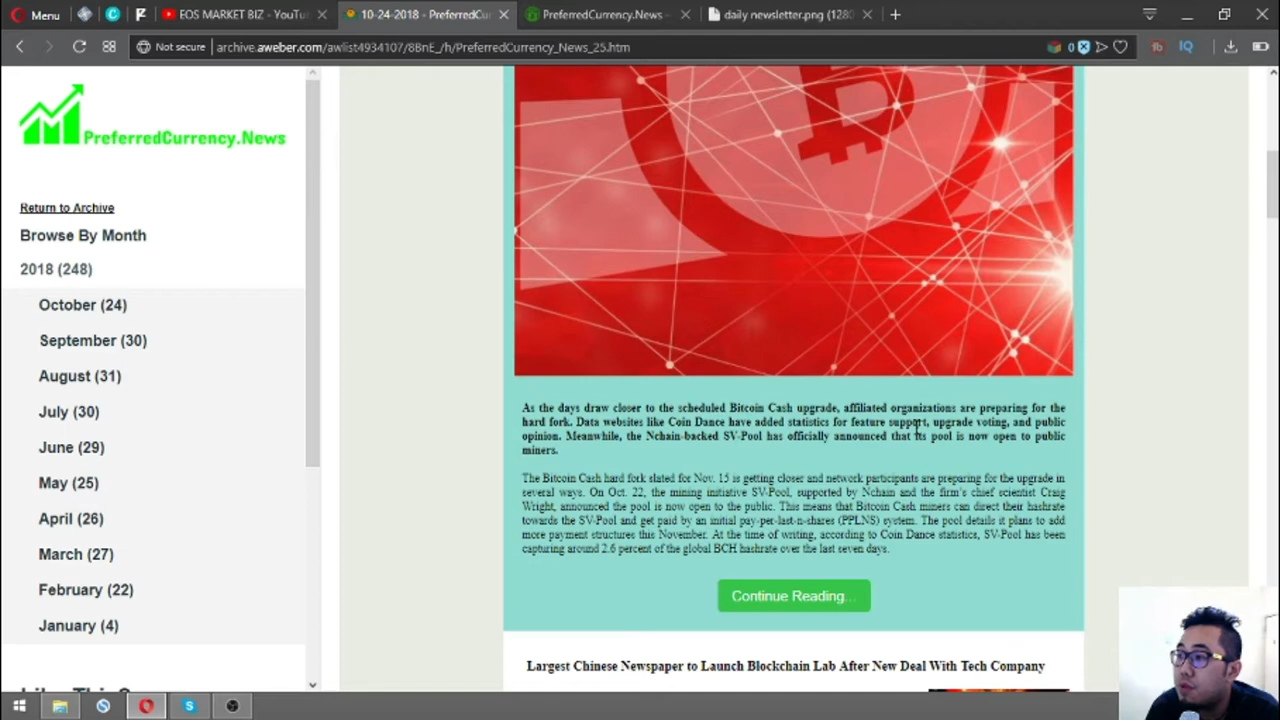 Menu
EOS MARKET BIZ - YouTu
10-24-2018 - PreferredCu
PreferredCurrency.News -
daily newsletter.png (1280
Not secure
archive.aweber.com/awlist4934107/8BnE_/h/PreferredCurrency_News_25.htm
0
IQ
PreferredCurrency.News
Return to Archive
Browse By Month
2018 (248)
October (24)
September (30)
August (31)
July (30)
June (29)
May (25)
April (26)
March (27)
February (22)
January (4)
As the days draw closer to the scheduled Bitcoin Cash upgrade, affiliated organizations are preparing for the
hard fork. Data websites like Coin Dance have added statistics for feature support, upgrade voting, and public
opinion. Meanwhile, the Nchain-backed SV-Pool has officially announced that its pool is now open to public
miners.
The Bitcoin Cash hard fork slated for Nov. 15 is getting closer and network participants are preparing for the upgrade in
several ways. On Oct. 22, the mining initiative SV-Pool, supported by Nchain and the firm's chief scientist Craig
Wright, announced the pool is now open to the public. This means that Bitcoin Cash miners can direct their hashrate
towards the SV-Pool and get paid by an initial pay-per-last-n-shares (PPLNS) system. The pool details it plans to add
more payment structures this November. At the time of writing, according to Coin Dance statistics, SV-Pool has been
capturing around 2.6 percent of the global BCH hashrate over the last seven days.
Continue Reading...
Largest Chinese Newspaper to Launch Blockchain Lab After New Deal With Tech Company